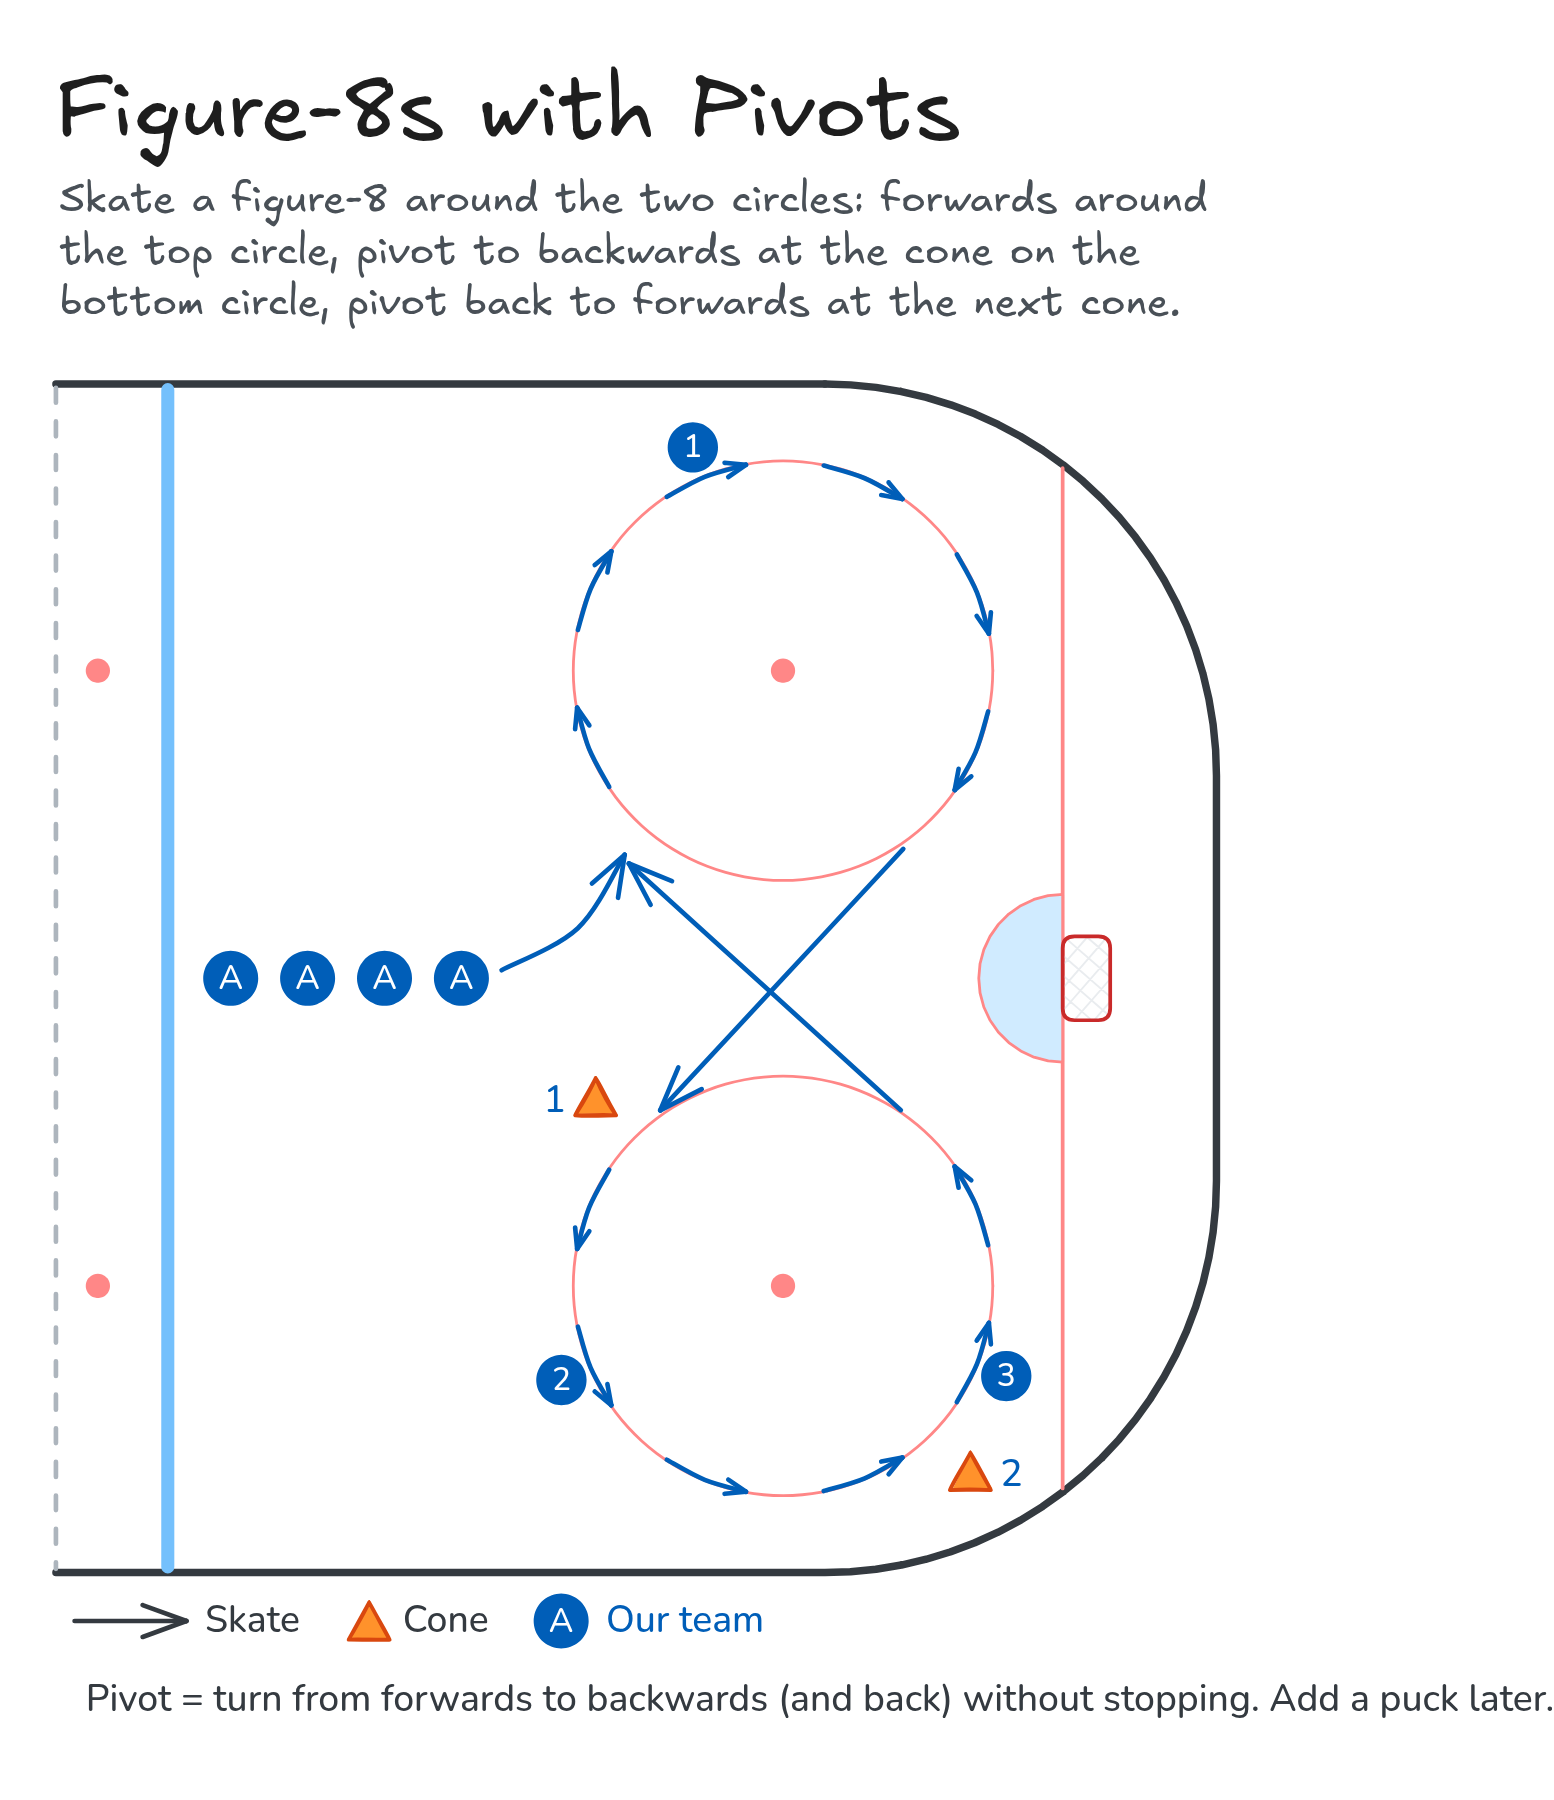 Figure-8s with Pivots
Skate a figure-8 around the two circles: forwards around
the top circle, pivot to backwards at the cone on the
bottom circle, pivot back to forwards at the next cone.
1
A A A A
1
2
3
2
Skate Cone A Our team
Pivot = turn from forwards to backwards (and back) without stopping. Add a puck later.